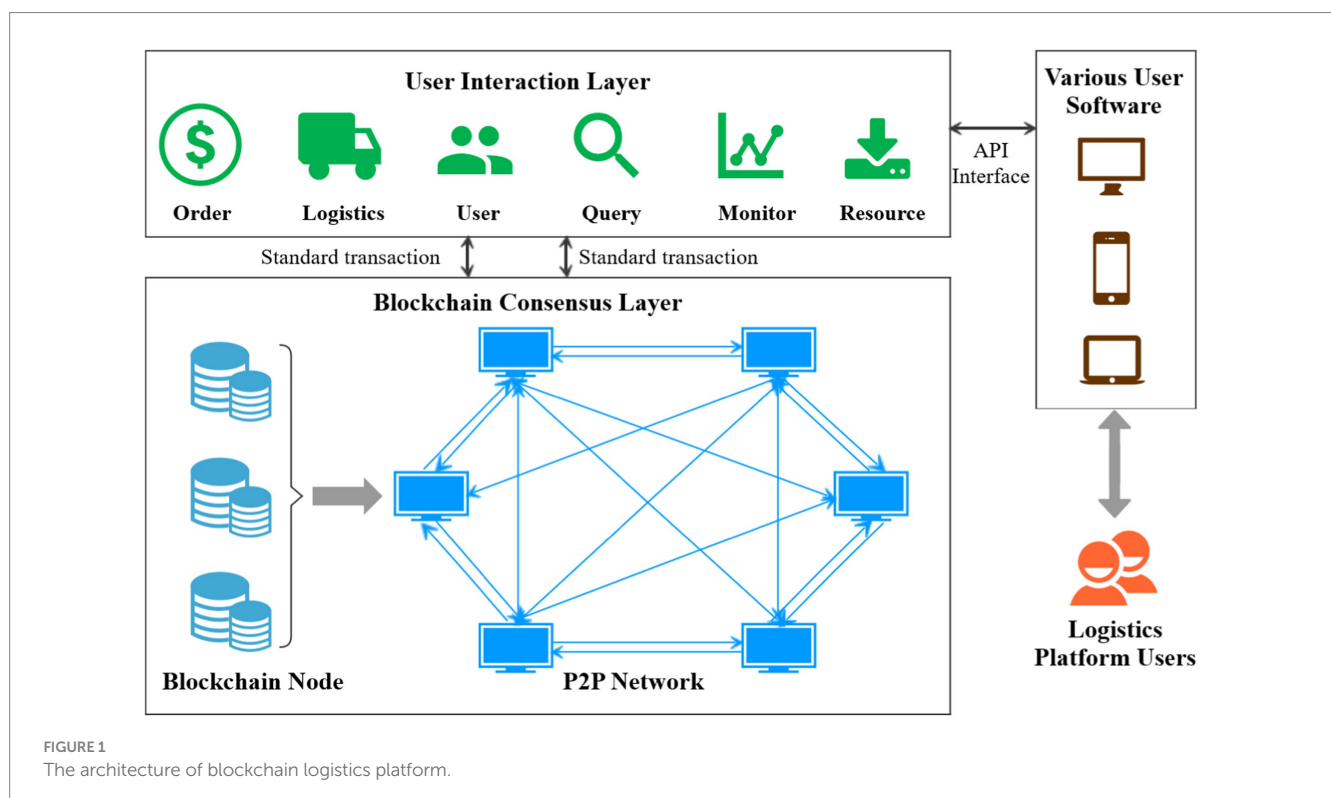 User Interaction Layer
$
Order
Logistics
User
Query
Monitor
Resource
API
Interface
Various User
Software
Standard transaction
Standard transaction
Blockchain Consensus Layer
Blockchain Node
P2P Network
Logistics
Platform Users
FIGURE 1
The architecture of blockchain logistics platform.